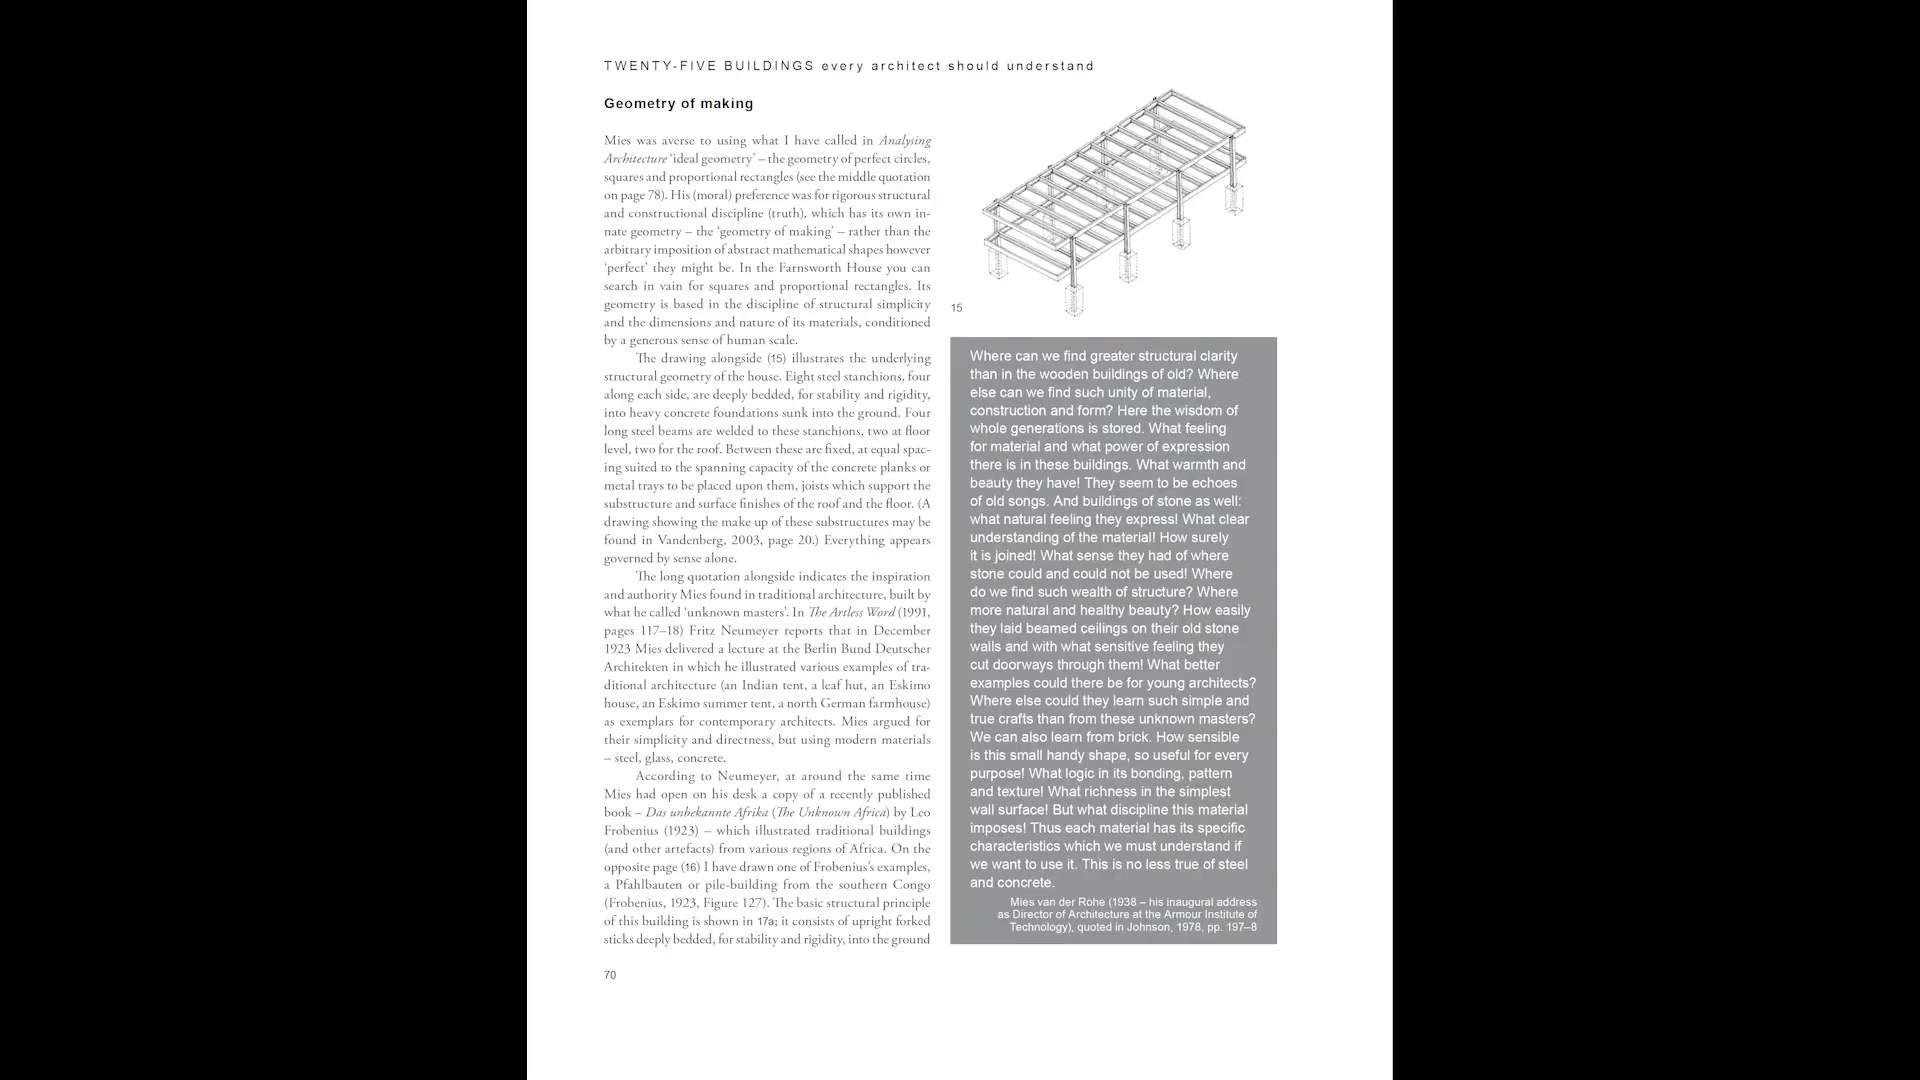 TWENTY-FIVE BUILDINGS every architect should understand
Geometry of making
Mies was averse to using what I have called in Analysing
Architecture ‘ideal geometry’ – the geometry of perfect circles,
squares and proportional rectangles (see the middle quotation
on page 78). His (moral) preference was for rigorous structural
and constructional discipline (truth), which has its own in-
nate geometry – the ‘geometry of making’ – rather than the
arbitrary imposition of abstract mathematical shapes however
‘perfect’ they might be. In the Farnsworth House you can
search in vain for squares and proportional rectangles. Its
geometry is based in the discipline of structural simplicity
and the dimensions and nature of its materials, conditioned
by a generous sense of human scale.
The drawing alongside (15) illustrates the underlying
structural geometry of the house. Eight steel stanchions, four
along each side, are deeply bedded, for stability and rigidity,
into heavy concrete foundations sunk into the ground. Four
long steel beams are welded to these stanchions, two at floor
level, two for the roof. Between these are fixed, at equal spac-
ing suited to the spanning capacity of the concrete planks or
metal trays to be placed upon them, joists which support the
substructure and surface finishes of the roof and the floor. (A
drawing showing the make up of these substructures may be
found in Vandenberg, 2003, page 20.) Everything appears
governed by sense alone.
The long quotation alongside indicates the inspiration
and authority Mies found in traditional architecture, built by
what he called ‘unknown masters’. In The Artless Word (1991,
pages 117–18) Fritz Neumeyer reports that in December
1923 Mies delivered a lecture at the Berlin Bund Deutscher
Architekten in which he illustrated various examples of tra-
ditional architecture (an Indian tent, a leaf hut, an Eskimo
house, an Eskimo summer tent, a north German farmhouse)
as exemplars for contemporary architects. Mies argued for
their simplicity and directness, but using modern materials
– steel, glass, concrete.
According to Neumeyer, at around the same time
Mies had open on his desk a copy of a recently published
book – Das unbekannte Afrika (The Unknown Africa) by Leo
Frobenius (1923) – which illustrated traditional buildings
(and other artefacts) from various regions of Africa. On the
opposite page (16) I have drawn one of Frobenius’s examples,
a Pfahlbauten or pile-building from the southern Congo
(Frobenius, 1923, Figure 127). The basic structural principle
of this building is shown in 17a; it consists of upright forked
sticks deeply bedded, for stability and rigidity, into the ground
15
Where can we find greater structural clarity
than in the wooden buildings of old? Where
else can we find such unity of material,
construction and form? Here the wisdom of
whole generations is stored. What feeling
for material and what power of expression
there is in these buildings. What warmth and
beauty they have! They seem to be echoes
of old songs. And buildings of stone as well:
what natural feeling they express! What clear
understanding of the material! How surely
it is joined! What sense they had of where
stone could and could not be used! Where
do we find such wealth of structure? Where
more natural and healthy beauty? How easily
they laid beamed ceilings on their old stone
walls and with what sensitive feeling they
cut doorways through them! What better
examples could there be for young architects?
Where else could they learn such simple and
true crafts than from these unknown masters?
We can also learn from brick. How sensible
is this small handy shape, so useful for every
purpose! What logic in its bonding, pattern
and texture! What richness in the simplest
wall surface! But what discipline this material
imposes! Thus each material has its specific
characteristics which we must understand if
we want to use it. This is no less true of steel
and concrete.
Mies van der Rohe (1938 – his inaugural address
as Director of Architecture at the Armour Institute of
Technology), quoted in Johnson, 1978, pp. 197–8
70